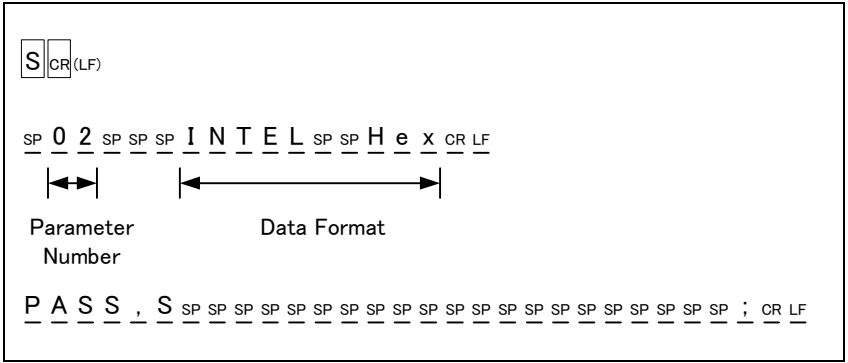 S CR (LF)
SP 0 2 SP SP SP I N T E L SP SP H e x CR LF
Parameter Number
Data Format
P A S S , S SP SP SP SP SP SP SP SP SP SP SP SP SP SP SP SP SP SP SP SP SP ; CR LF